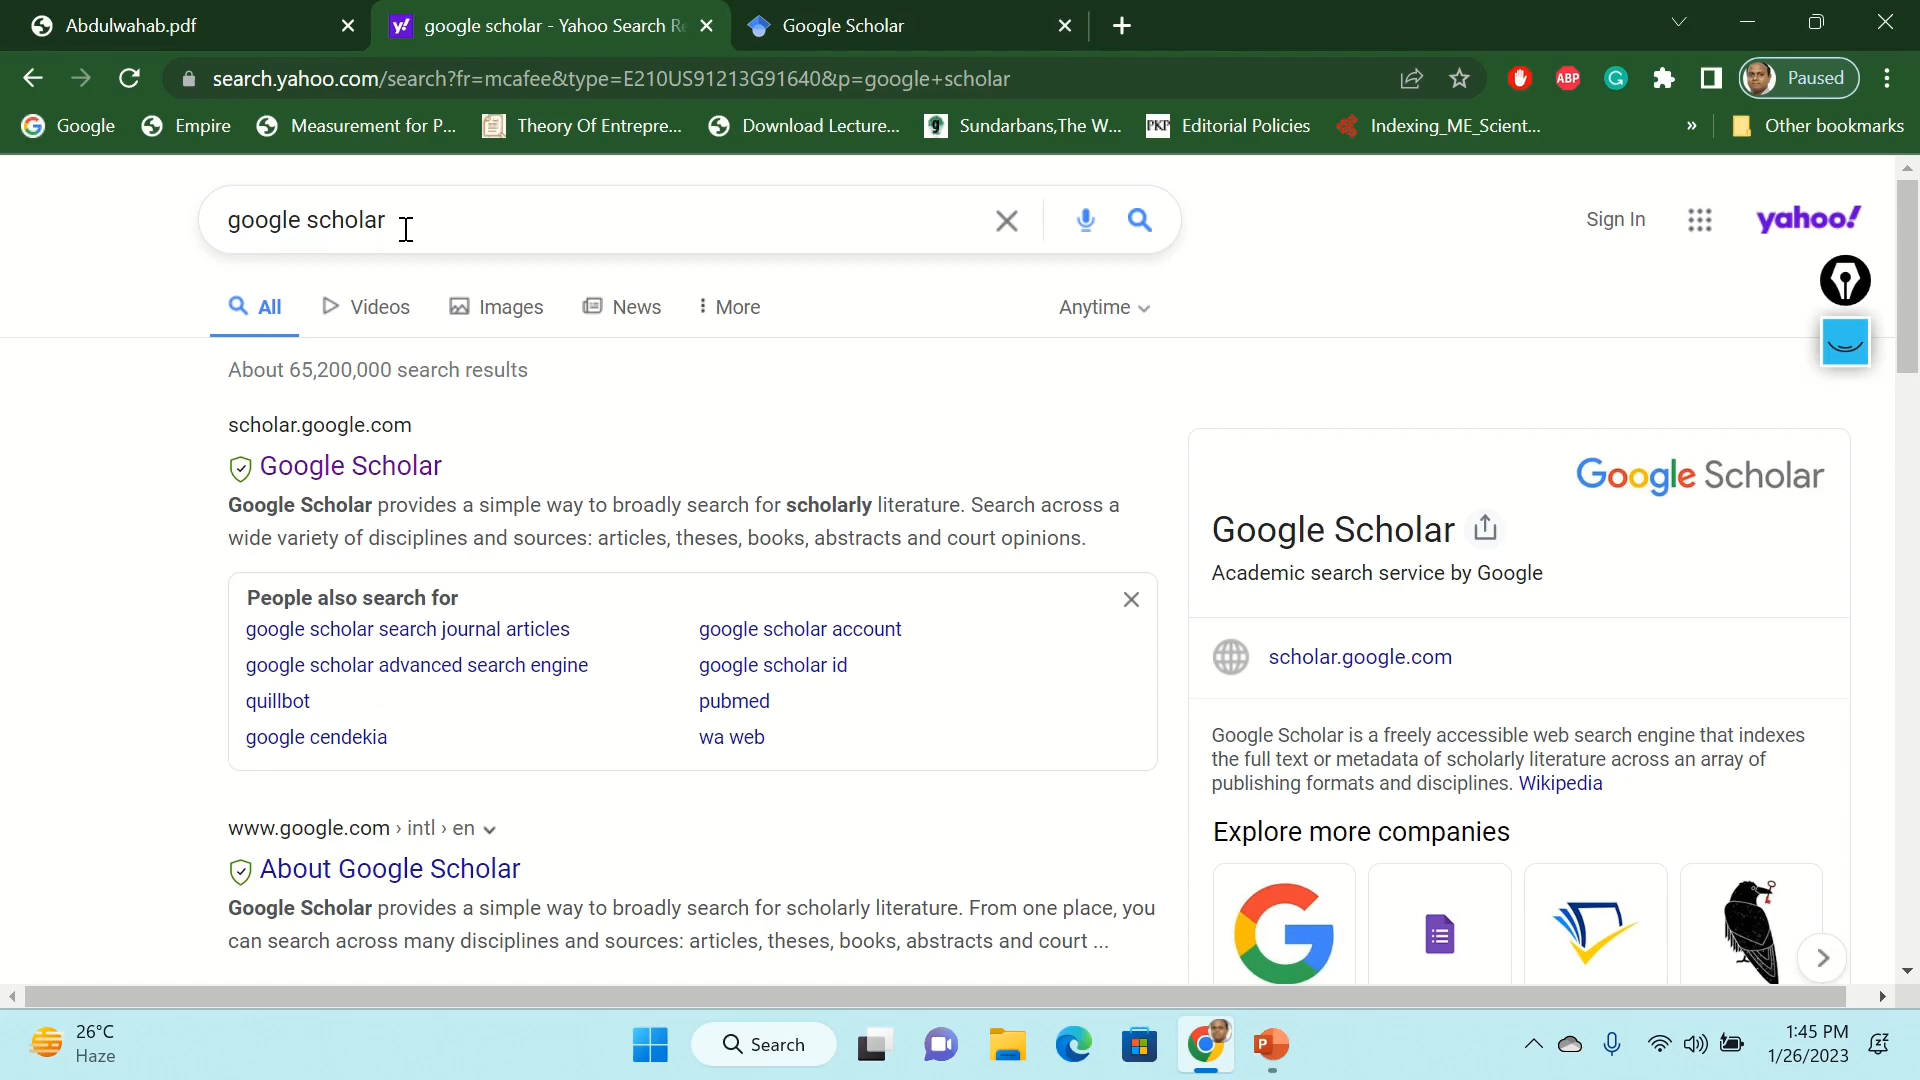 Abdulwahab.pdf
google scholar - Yahoo Search Re
Google Scholar
search.yahoo.com/search?fr=mcafee&type=E210US91213G91640&p=google+scholar
ABP
Paused
Google
Empire
Measurement for P...
Theory Of Entrepre...
Download Lecture...
Sundarbans,The W...
PKP
Editorial Policies
Indexing_ME_Scient...
»
Other bookmarks
google scholar
Sign In
yahoo!
All
Videos
Images
News
More
Anytime
About 65,200,000 search results
scholar.google.com
Google Scholar
Google Scholar provides a simple way to broadly search for scholarly literature. Search across a
wide variety of disciplines and sources: articles, theses, books, abstracts and court opinions.
People also search for
google scholar search journal articles
google scholar account
google scholar advanced search engine
google scholar id
quillbot
pubmed
google cendekia
wa web
www.google.com › intl › en
About Google Scholar
Google Scholar provides a simple way to broadly search for scholarly literature. From one place, you
can search across many disciplines and sources: articles, theses, books, abstracts and court ...
Google Scholar
Google Scholar
Academic search service by Google
scholar.google.com
Google Scholar is a freely accessible web search engine that indexes
the full text or metadata of scholarly literature across an array of
publishing formats and disciplines. Wikipedia
Explore more companies
26°C
Haze
Search
1:45 PM
1/26/2023